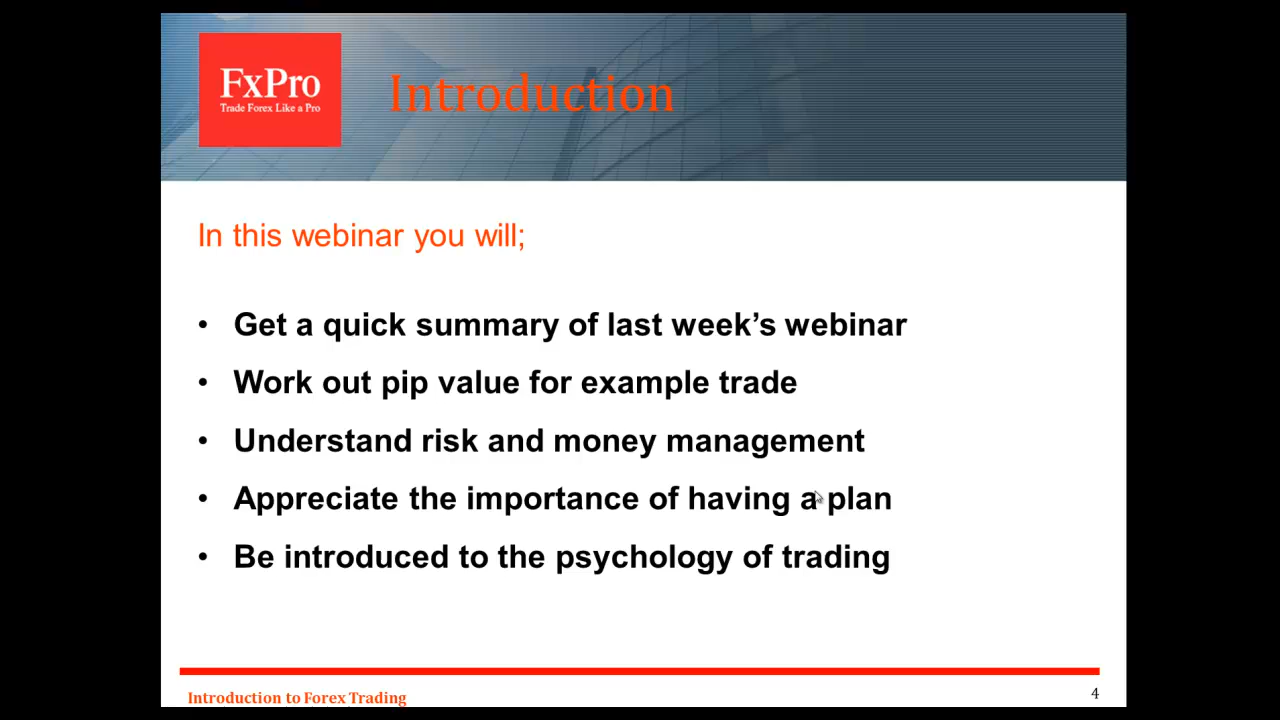 FxPro
Trade Forex Like a Pro
Introduction
In this webinar you will;
• Get a quick summary of last week’s webinar
• Work out pip value for example trade
• Understand risk and money management
• Appreciate the importance of having a plan
• Be introduced to the psychology of trading
Introduction to Forex Trading
4